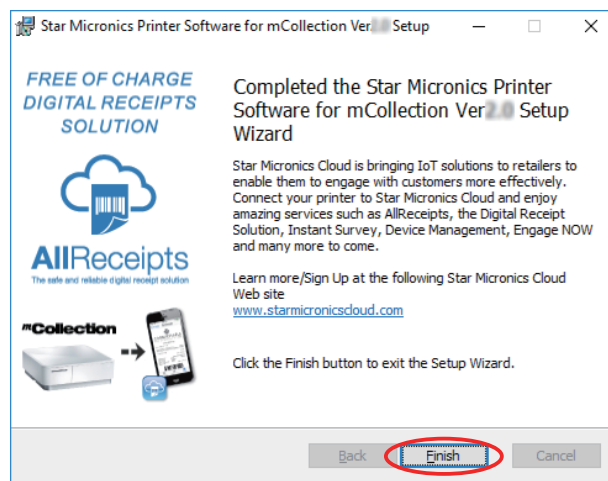 Star Micronics Printer Software for mCollection Ver. Setup
FREE OF CHARGE
DIGITAL RECEIPTS
SOLUTION
AllReceipts
The safe and reliable digital receipt solution
mCollection
Completed the Star Micronics Printer
Software for mCollection Ver Setup
Wizard
Star Micronics Cloud is bringing IoT solutions to retailers to
enable them to engage with customers more effectively.
Connect your printer to Star Micronics Cloud and enjoy
amazing services such as AllReceipts, the Digital Receipt
Solution, Instant Survey, Device Management, Engage NOW
and many more to come.
Learn more/Sign Up at the following Star Micronics Cloud
Web site
www.starmicronicscloud.com
Click the Finish button to exit the Setup Wizard.
Back Finish Cancel